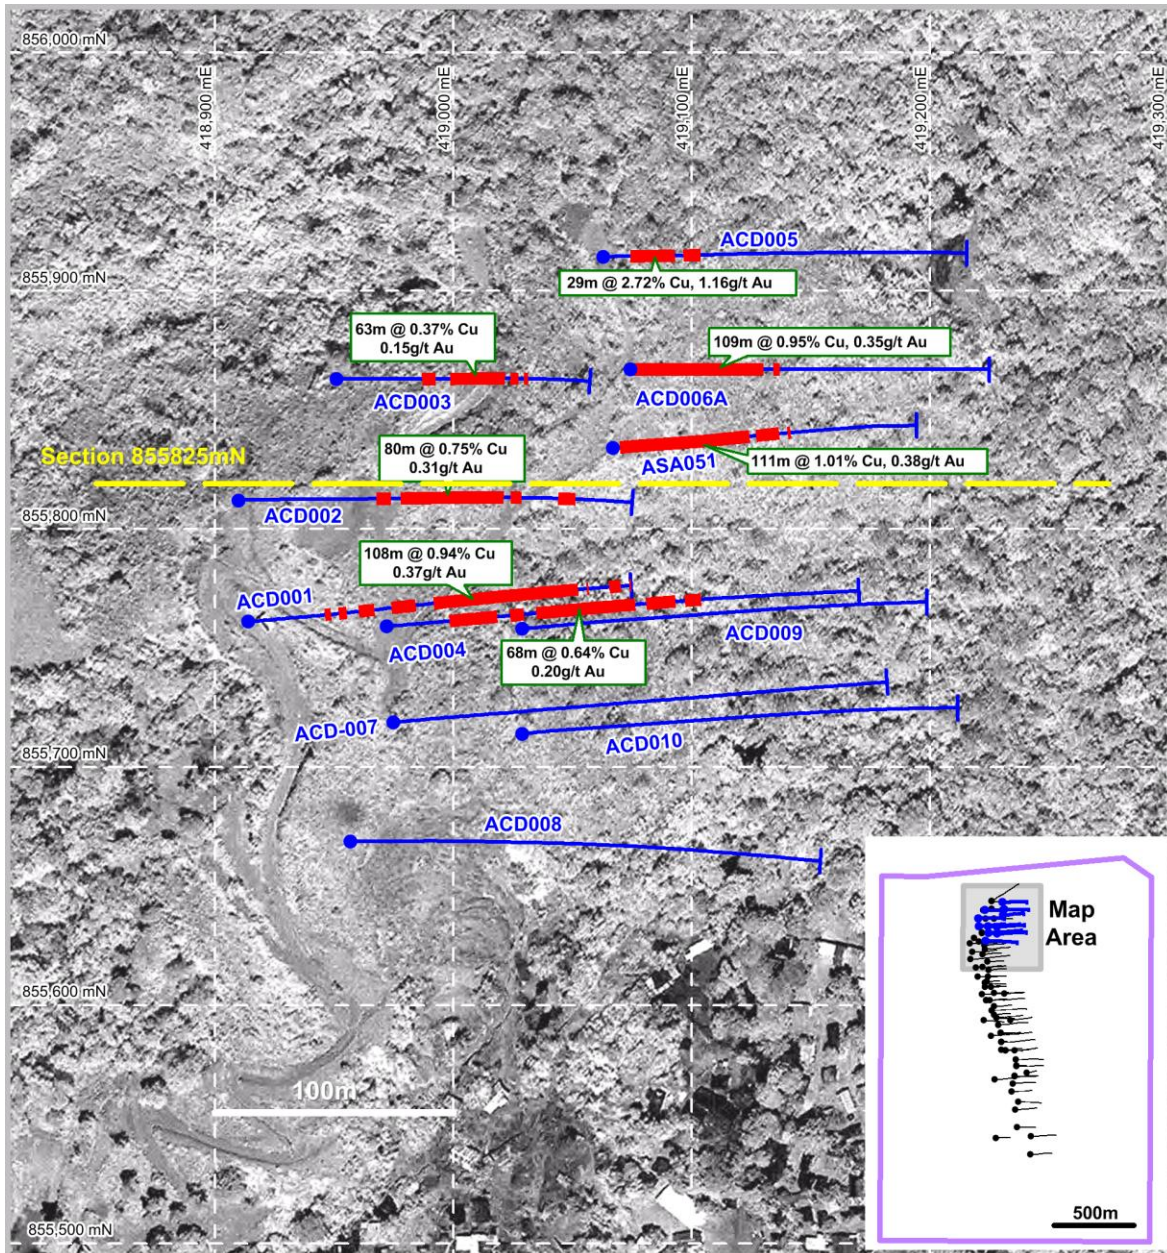 856,000 mN
418,900 mE
419,000 mE
419,100 mE
419,200 mE
419,300 mE
ACD005
855,900 mN
29m @ 2.72% Cu, 1.16g/t Au
63m @ 0.37% Cu
0.15g/t Au
109m @ 0.95% Cu, 0.35g/t Au
ACD003
ACD006A
80m @ 0.75% Cu
0.31g/t Au
Section 855825mN
ASA051
111m @ 1.01% Cu, 0.38g/t Au
ACD002
855,800 mN
108m @ 0.94% Cu
0.37g/t Au
ACD001
ACD004
ACD009
68m @ 0.64% Cu
0.20g/t Au
ACD-007
ACD010
855,700 mN
ACD008
Map
Area
855,600 mN
100m
500m
855,500 mN